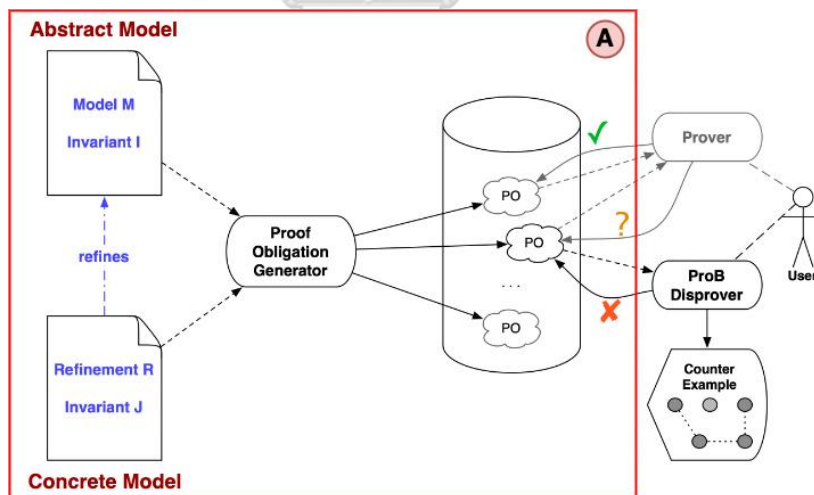 Abstract Model
A
Model M
Invariant I
refines
Refinement R
Invariant J
Concrete Model
Proof
Obligation
Generator
PO
PO
...
PO
✓
?
✘
Prover
User
ProB
Disprover
Counter
Example